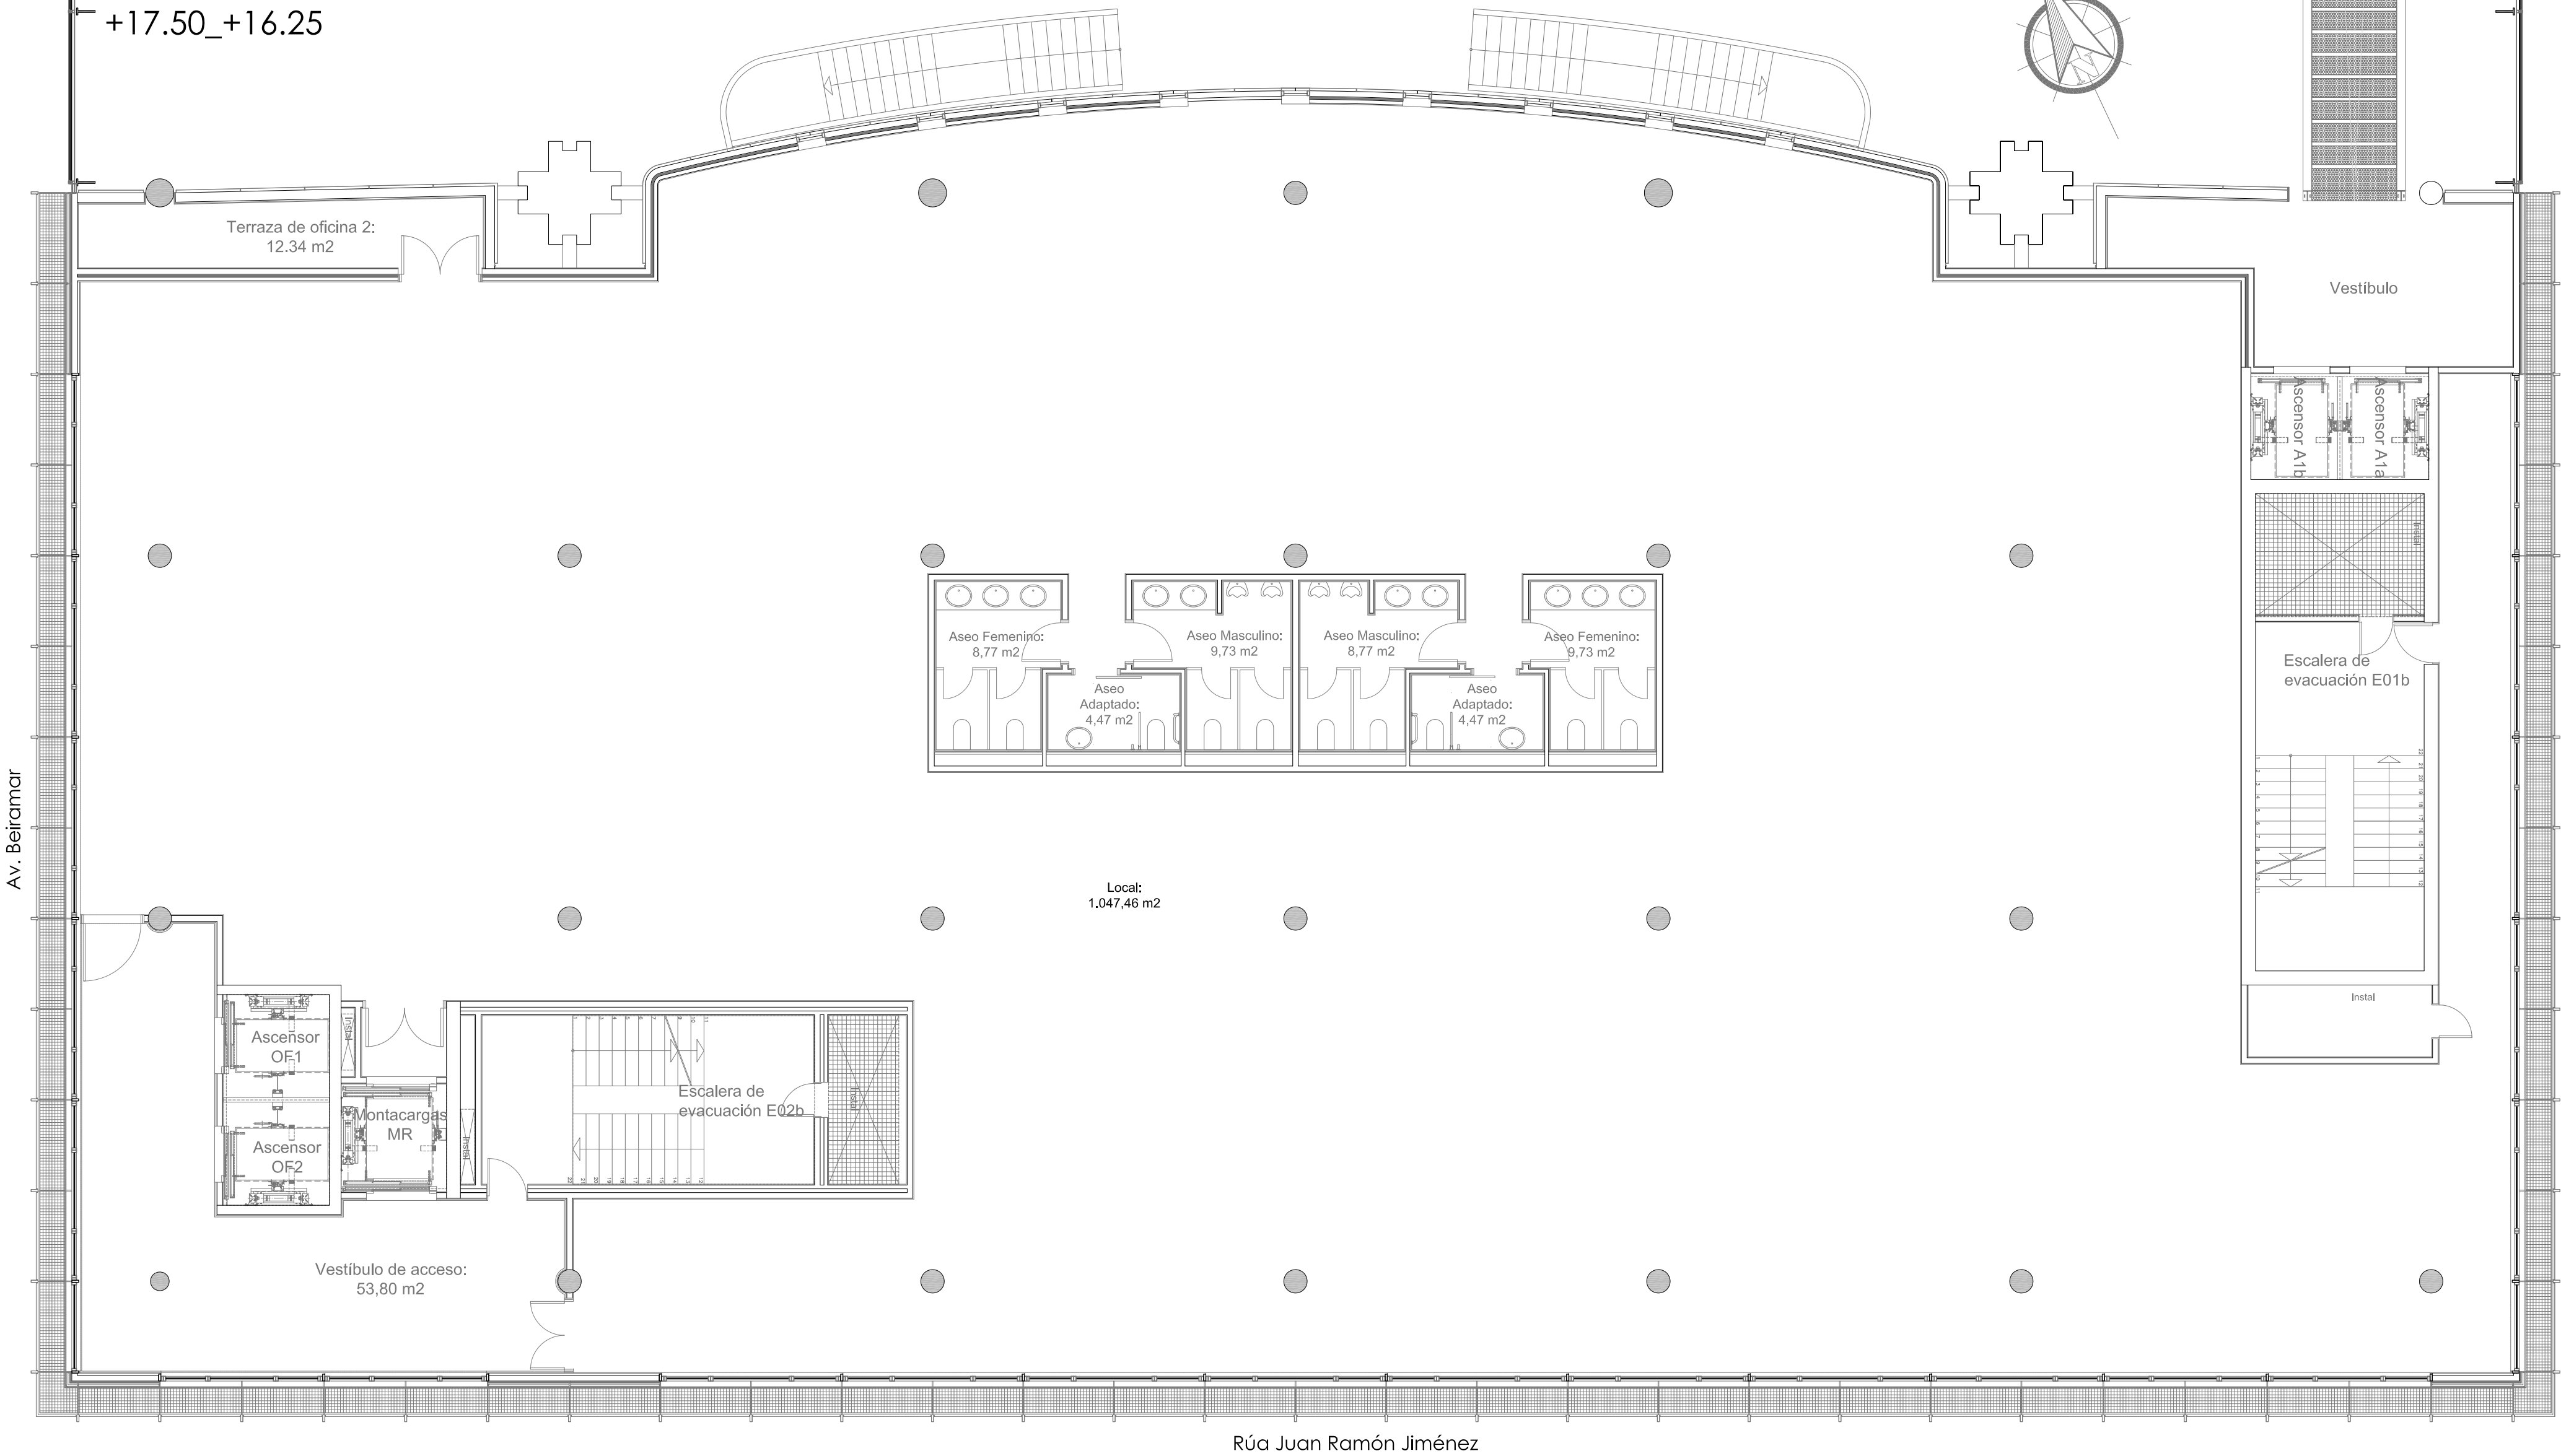 +17.50_+16.25
N
Terraza de oficina 2:
12.34 m2
Vestíbulo
Ascensor A1b
Ascensor A1a
Instal
Aseo Femenino:
8,77 m2
Aseo Masculino:
9,73 m2
Aseo Masculino:
8,77 m2
Aseo Femenino:
9,73 m2
Aseo
Adaptado:
4,47 m2
Aseo
Adaptado:
4,47 m2
Escalera de
evacuación E01b
Av. Beiramar
Local:
1.047,46 m2
Instal
Ascensor
OF1
Instal
Escalera de
evacuación E02b
Instal
Montacargas
MR
Instal
Ascensor
OF2
Vestíbulo de acceso:
53,80 m2
Rúa Juan Ramón Jiménez